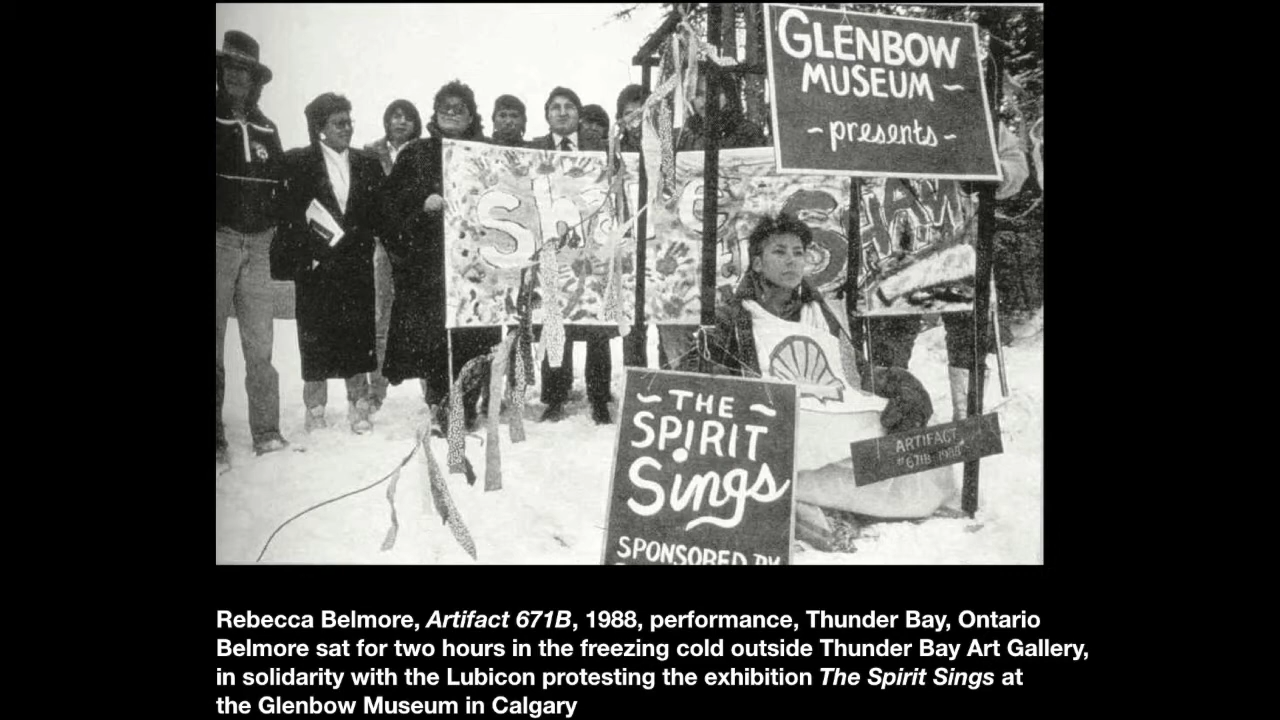 GLENBOW
MUSEUM ~
~presents~
Sha e
SHAM
~ THE ~
SPIRIT
Sings
SPONSORED BY
ARTIFACT
#671B 1988
Rebecca Belmore, Artifact 671B, 1988, performance, Thunder Bay, Ontario
Belmore sat for two hours in the freezing cold outside Thunder Bay Art Gallery,
in solidarity with the Lubicon protesting the exhibition The Spirit Sings at
the Glenbow Museum in Calgary